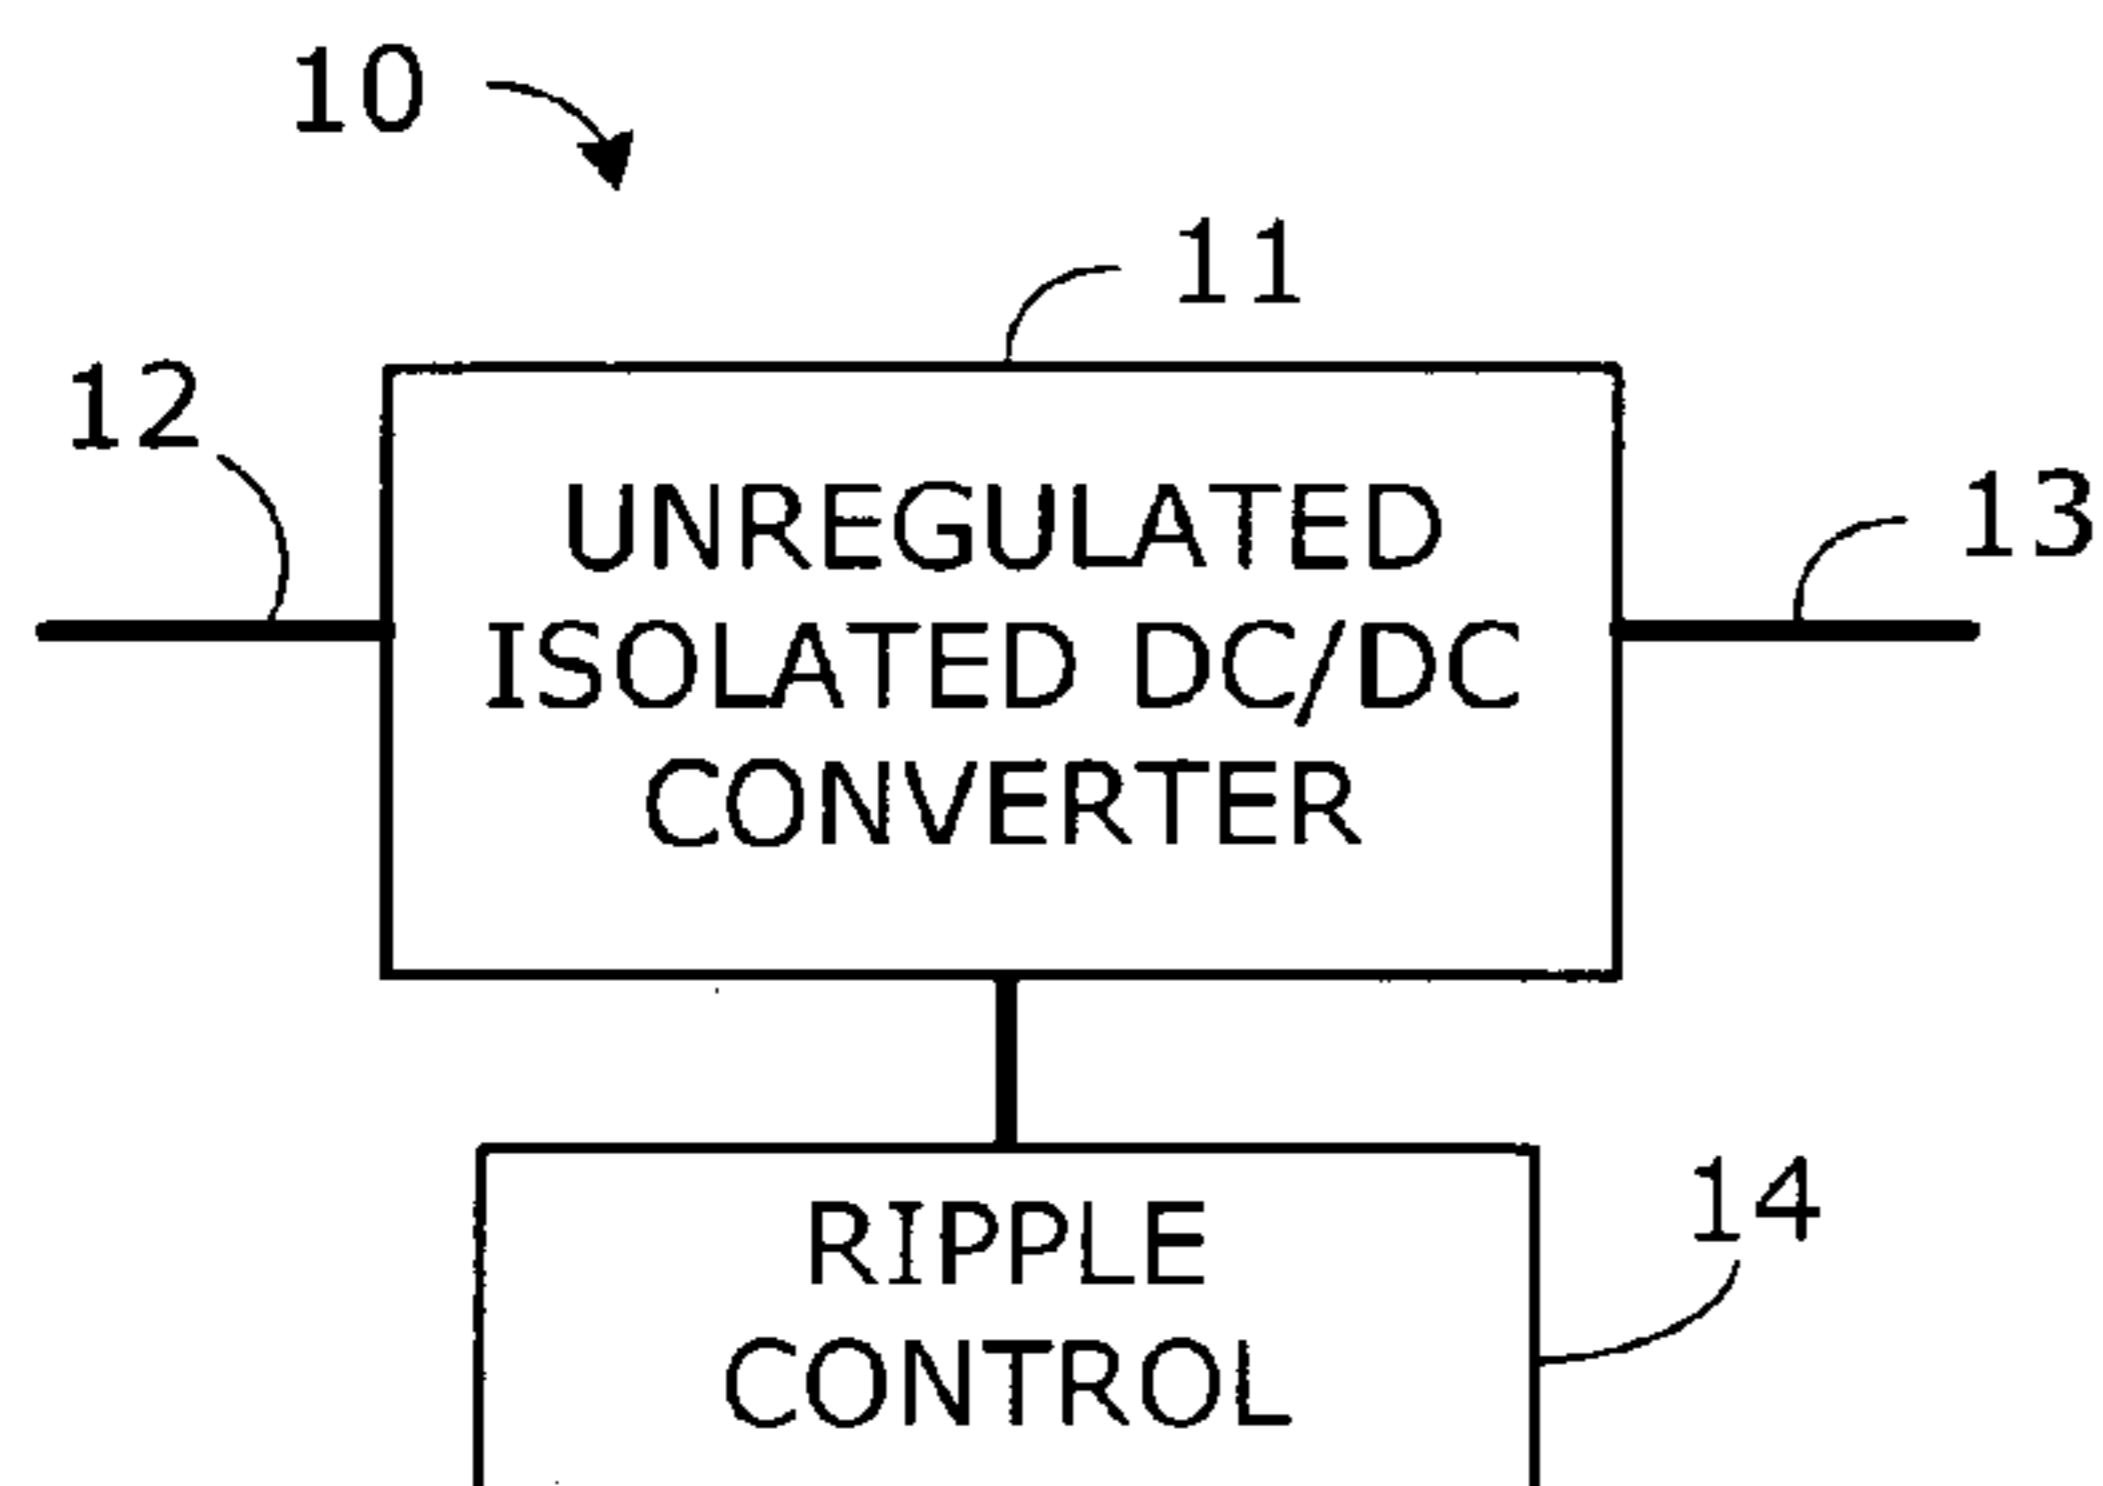 10
11
12
UNREGULATED
13
ISOLATED DC/DC
CONVERTER
14
RIPPLE
CONTROL